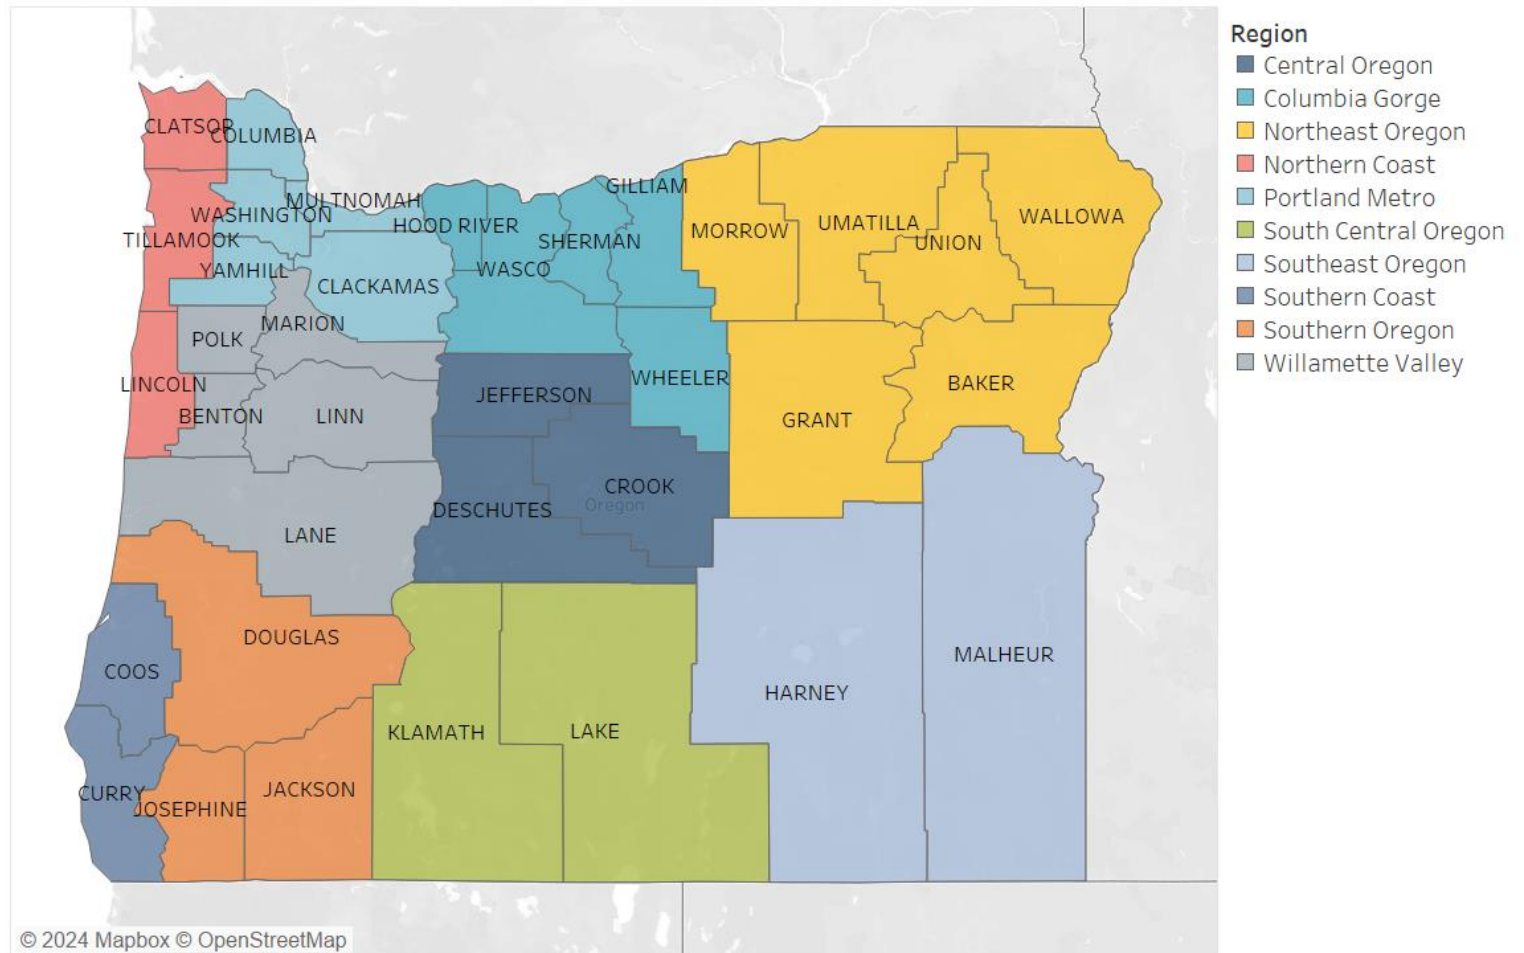 Region
Central Oregon
Columbia Gorge
Northeast Oregon
Northern Coast
Portland Metro
South Central Oregon
Southeast Oregon
Southern Coast
Southern Oregon
Willamette Valley
CLATSOP
COLUMBIA
GILLIAM
MULTNOMAH
WASHINGTON
HOOD RIVER
WALLOWA
UMATILLA
MORROW
TILLAMOOK
SHERMAN
UNION
YAMHILL
WASCO
CLACKAMAS
MARION
POLK
LINCOLN
WHEELER
BAKER
JEFFERSON
BENTON
LINN
GRANT
CROOK
Oregon
DESCHUTES
LANE
DOUGLAS
MALHEUR
COOS
HARNEY
KLAMATH
LAKE
CURRY
JACKSON
JOSEPHINE
© 2024 Mapbox © OpenStreetMap